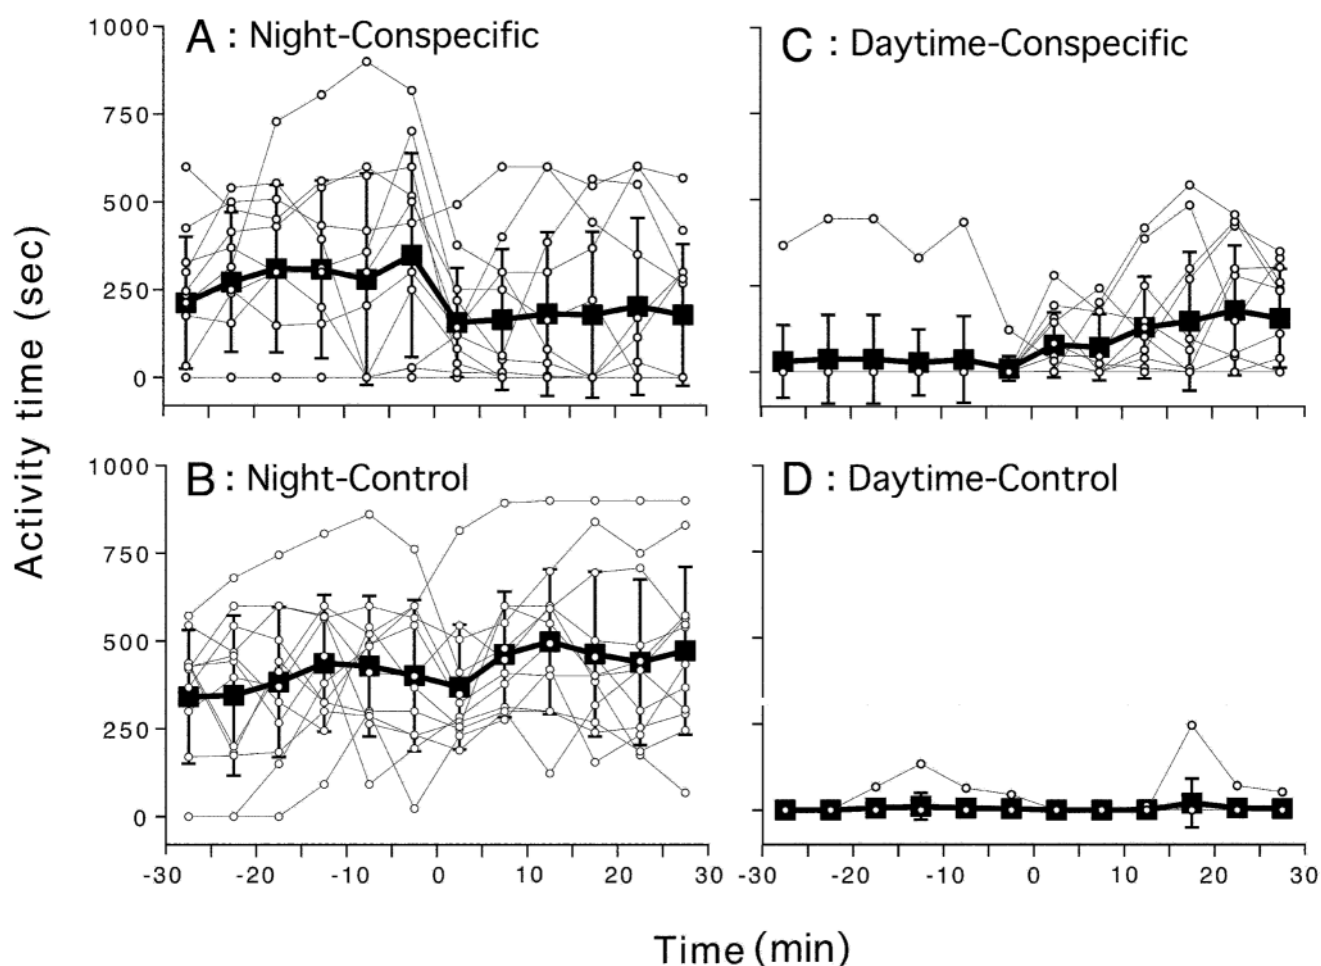 A : Night-Conspecific
C : Daytime-Conspecific
1000
750
500
250
0
B : Night-Control
D : Daytime-Control
1000
750
500
250
0
Activity time (sec)
-30 -20 -10 0 10 20 30
-30 -20 -10 0 10 20 30
Time (min)